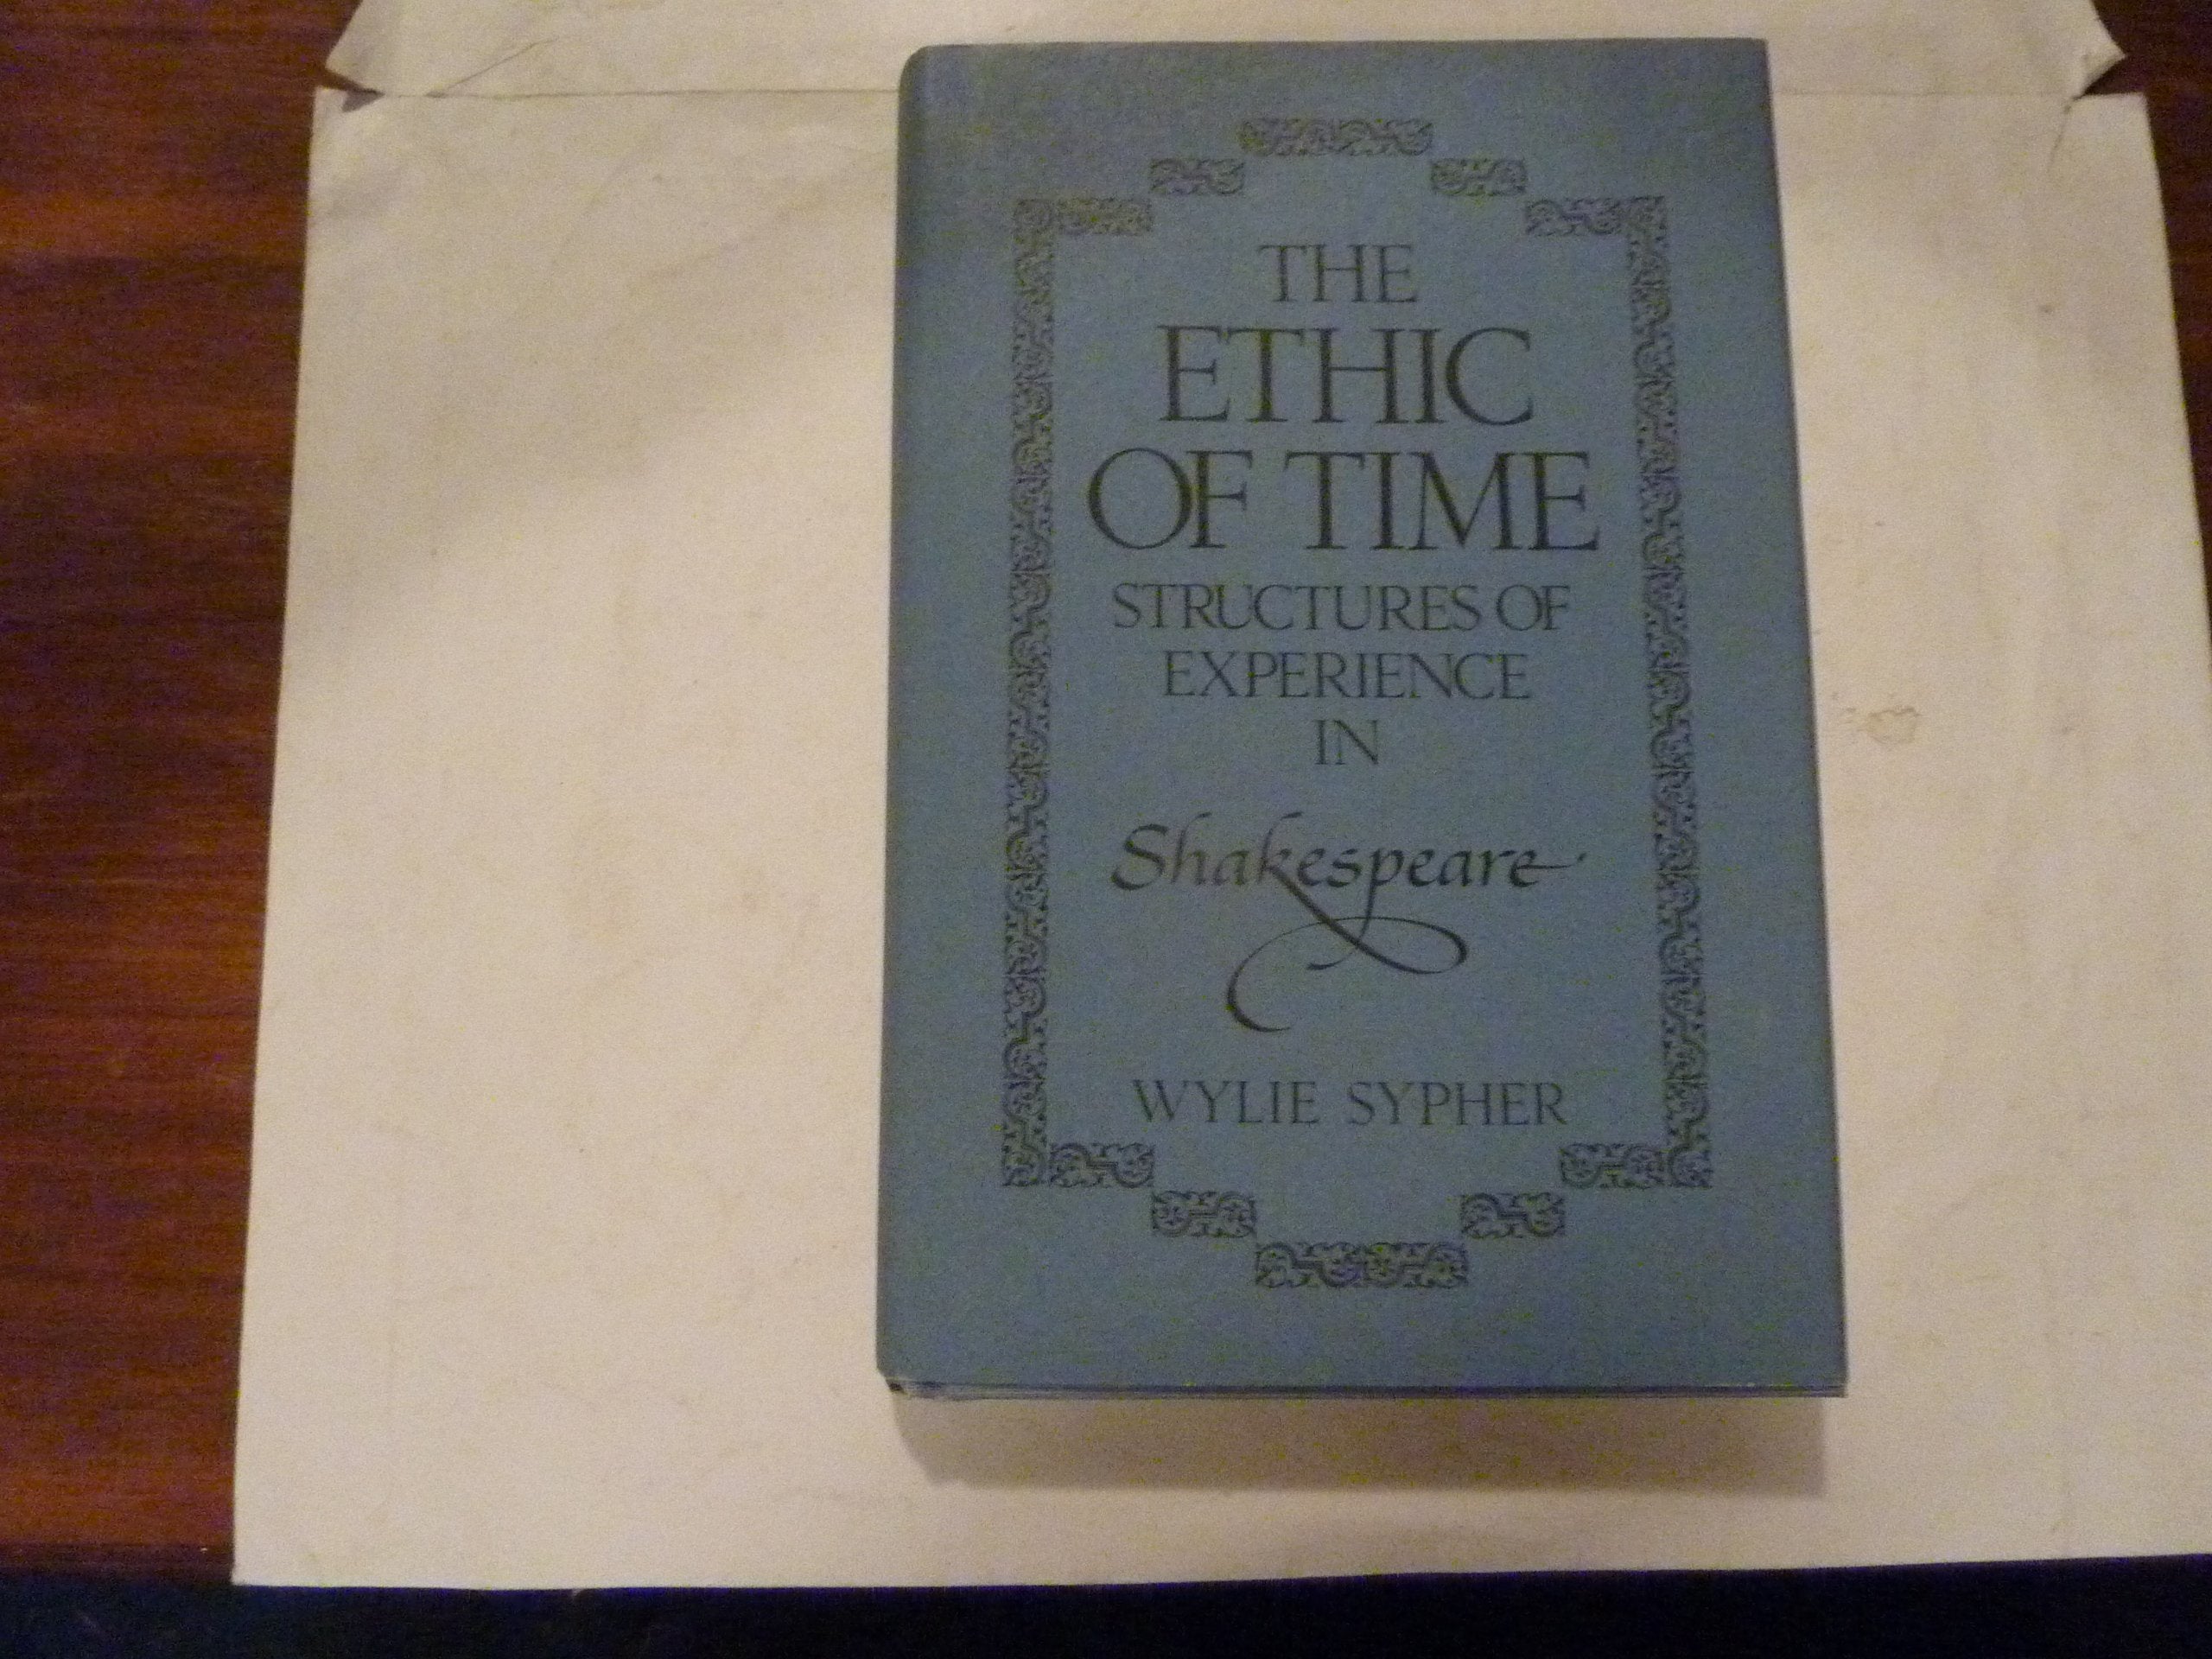 THE
ETHIC
OF TIME
STRUCTURES OF
EXPERIENCE
IN
Shakespeare
WYLIE SYPHER